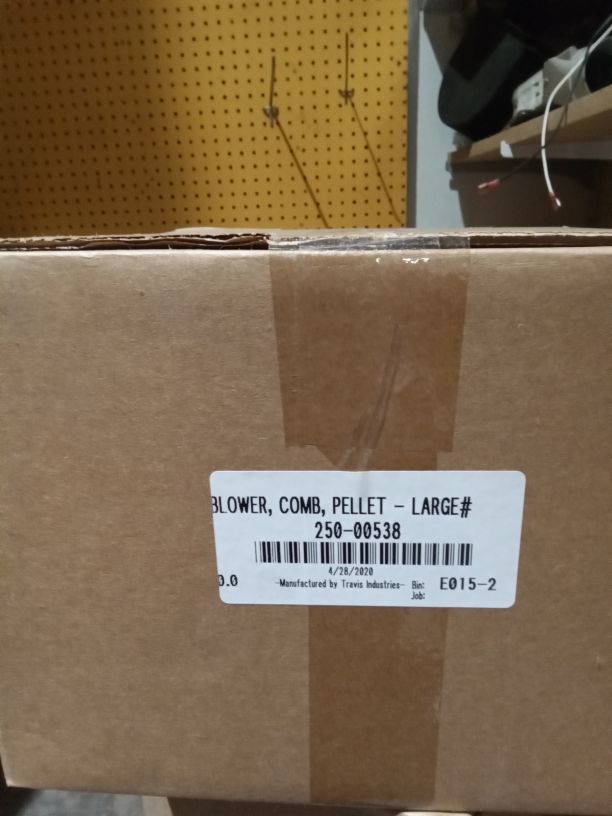 BLOWER, COMB, PELLET - LARGE#
250-00538
4/28/2020
0.0 -Manufactured by Travis Industries- Bin: E015-2
Job: